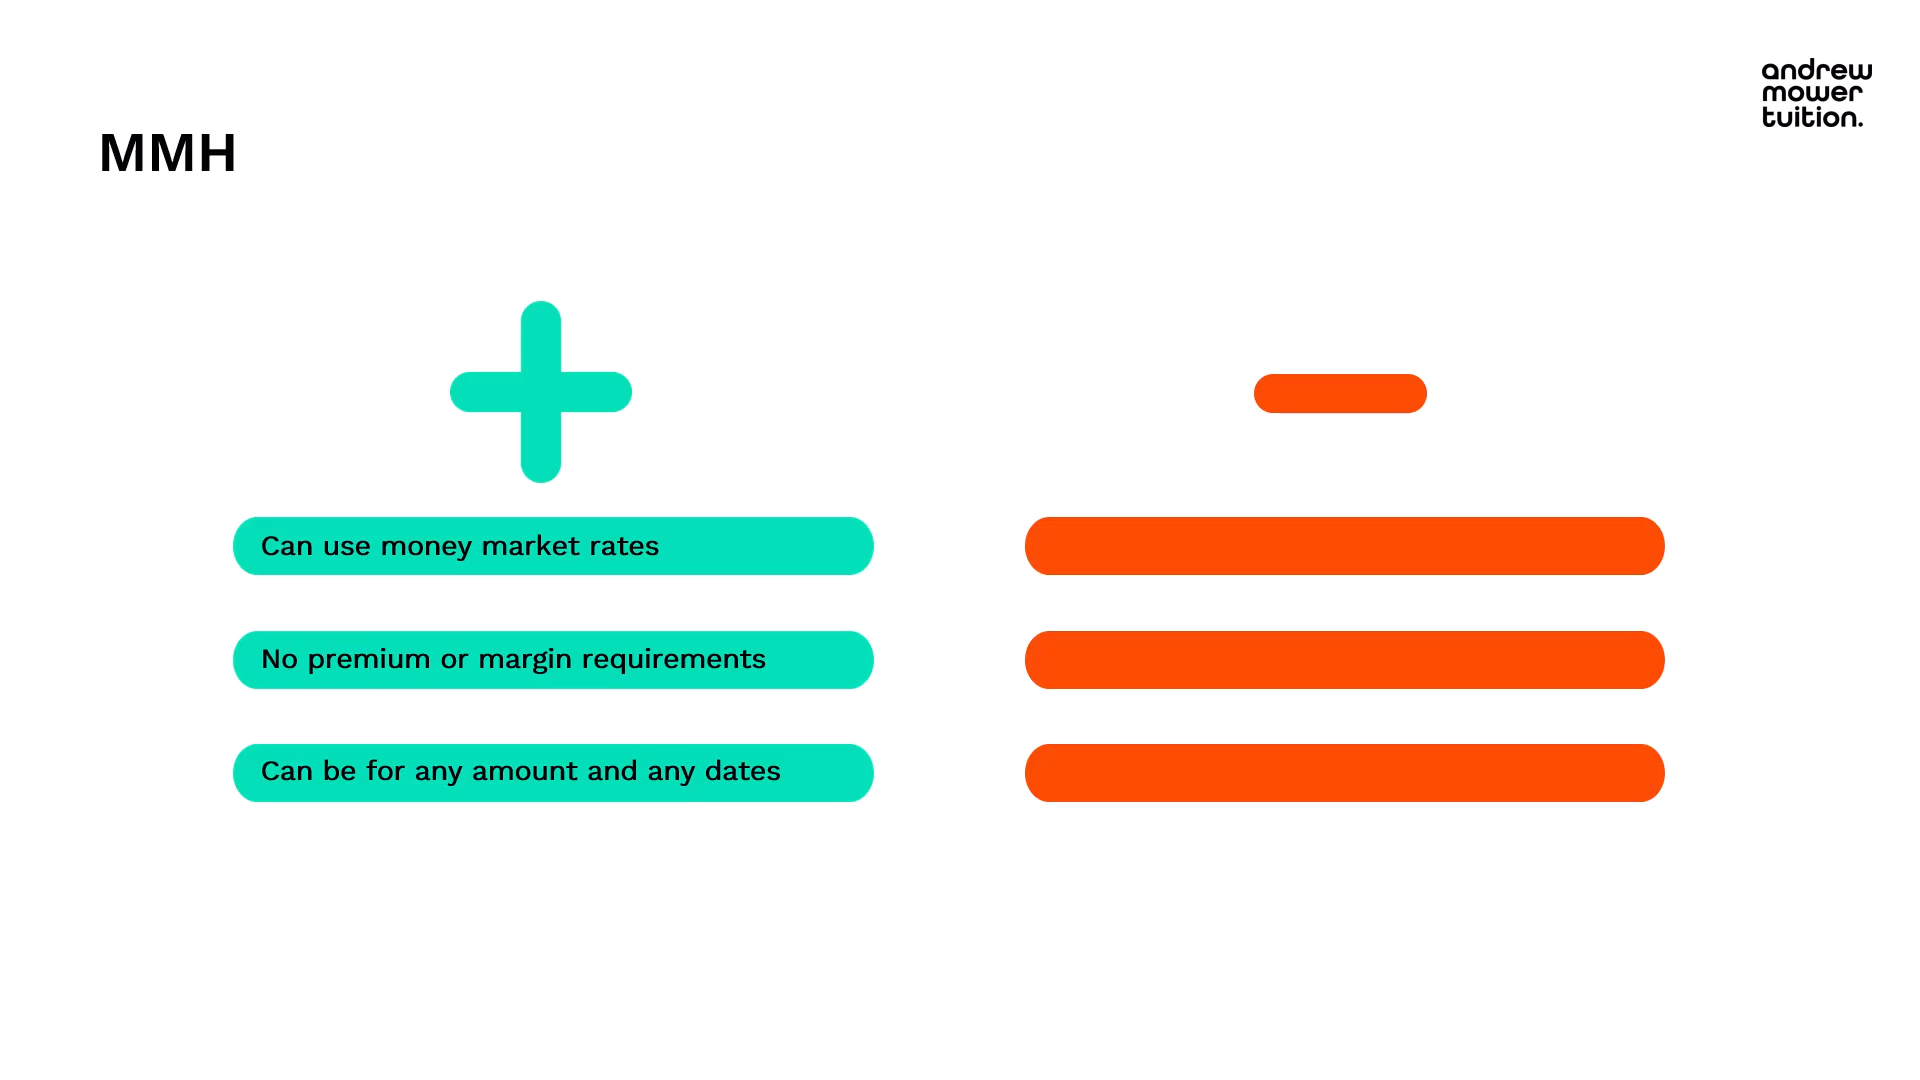 andrew
mower
tuition.
MMH
Can use money market rates
No premium or margin requirements
Can be for any amount and any dates